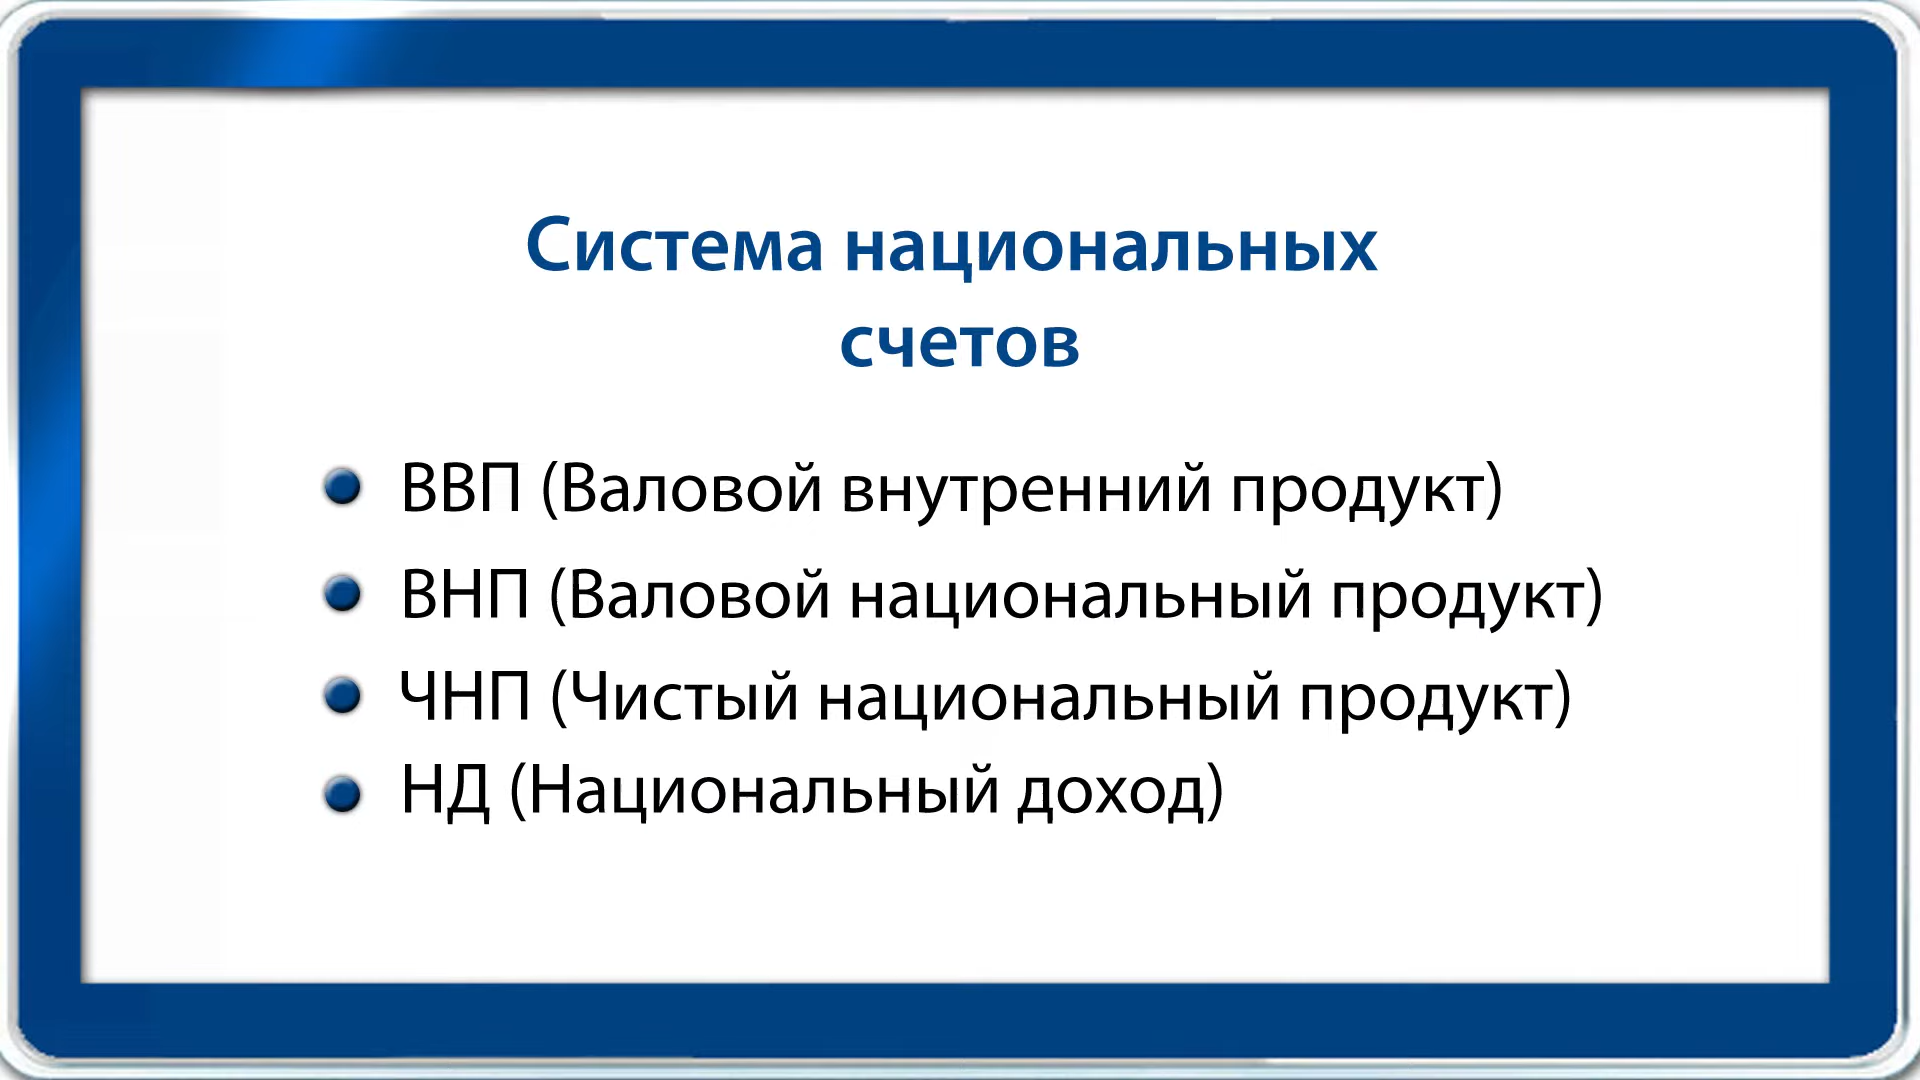 Система национальных
счетов
ВВП (Валовой внутренний продукт)
ВНП (Валовой национальный продукт)
ЧНП (Чистый национальный продукт)
НД (Национальный доход)